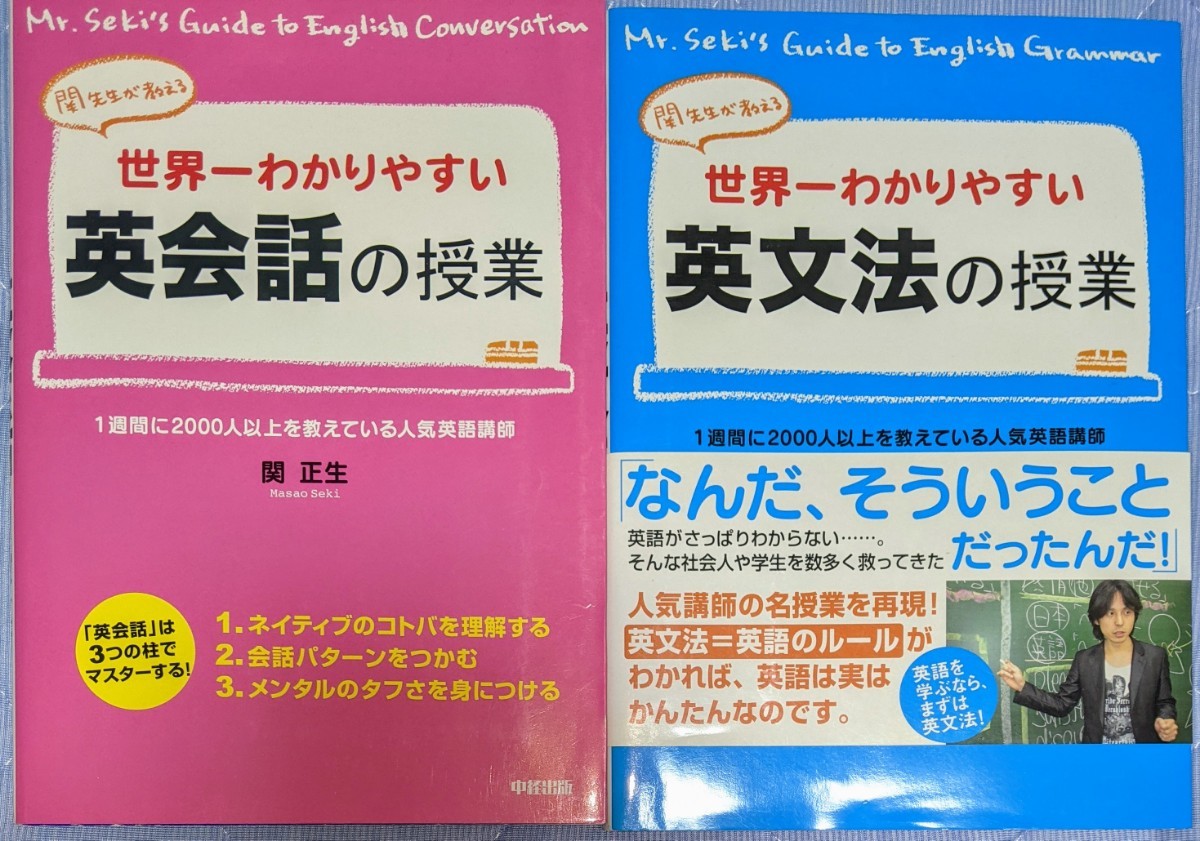 Mr. Seki's Guide to English Conversation
関先生が教える
世界一わかりやすい
英会話の授業
1週間に2000人以上を教えている人気英語講師
関 正生
Masao Seki
「英会話」は
3つの柱で
マスターする!
1.ネイティブのコトバを理解する
2.会話パターンをつかむ
3.メンタルのタフさを身につける
中経出版
Mr. Seki's Guide to English Grammar
関先生が教える
世界一わかりやすい
英文法の授業
1週間に2000人以上を教えている人気英語講師
「なんだ、そういうこと
だったんだ!」
英語がさっぱりわからない……。
そんな社会人や学生を数多く救ってきた
人気講師の名授業を再現!
英文法=英語のルールが
わかれば、英語は実は
かんたんなのです。
英語を
学ぶなら、
まずは
英文法!
日本
英語